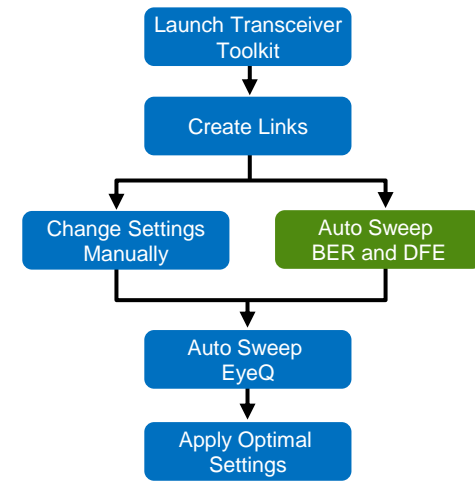 Launch Transceiver
Toolkit
Create Links
Change Settings
Manually
Auto Sweep
BER and DFE
Auto Sweep
EyeQ
Apply Optimal
Settings